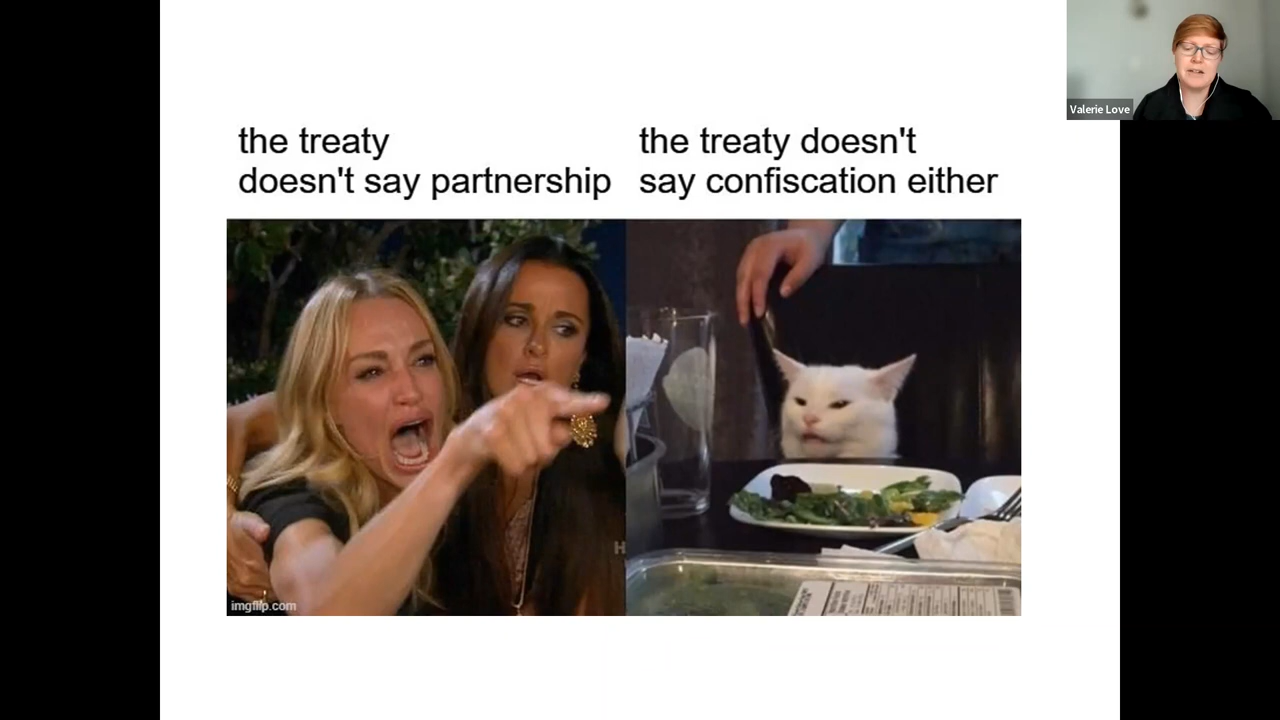 the treaty
doesn't say partnership
the treaty doesn't
say confiscation either
Valerie Love
imgflip.com